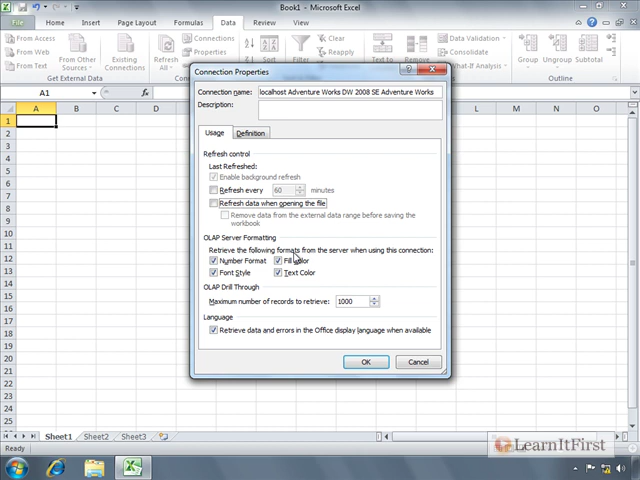 Book1 - Microsoft Excel
File Home Insert Page Layout Formulas Data Review View
From Access
From Web
From Text
From Other Sources
Existing Connections
Get External Data
Refresh All
Connections
Properties
Sort
Filter
Clear
Reapply
Text to Columns
Remove Duplicates
Data Validation
Consolidate
What-If Analysis
Group
Ungroup
Subtotal
Outline
A1
A B C D L M N O
1
2
3
4
5
6
7
8
9
10
11
12
13
14
15
16
17
18
19
20
21
22
23
24
25
Connection Properties
Connection name: localhost Adventure Works DW 2008 SE Adventure Works
Description:
Usage Definition
Refresh control
Last Refreshed:
Enable background refresh
Refresh every 60 minutes
Refresh data when opening the file
Remove data from the external data range before saving the
workbook
OLAP Server Formatting
Retrieve the following formats from the server when using this connection:
Number Format Fill Color
Font Style Text Color
OLAP Drill Through
Maximum number of records to retrieve: 1000
Language
Retrieve data and errors in the Office display language when available
OK Cancel
Sheet1 Sheet2 Sheet3
Ready
LearnItFirst